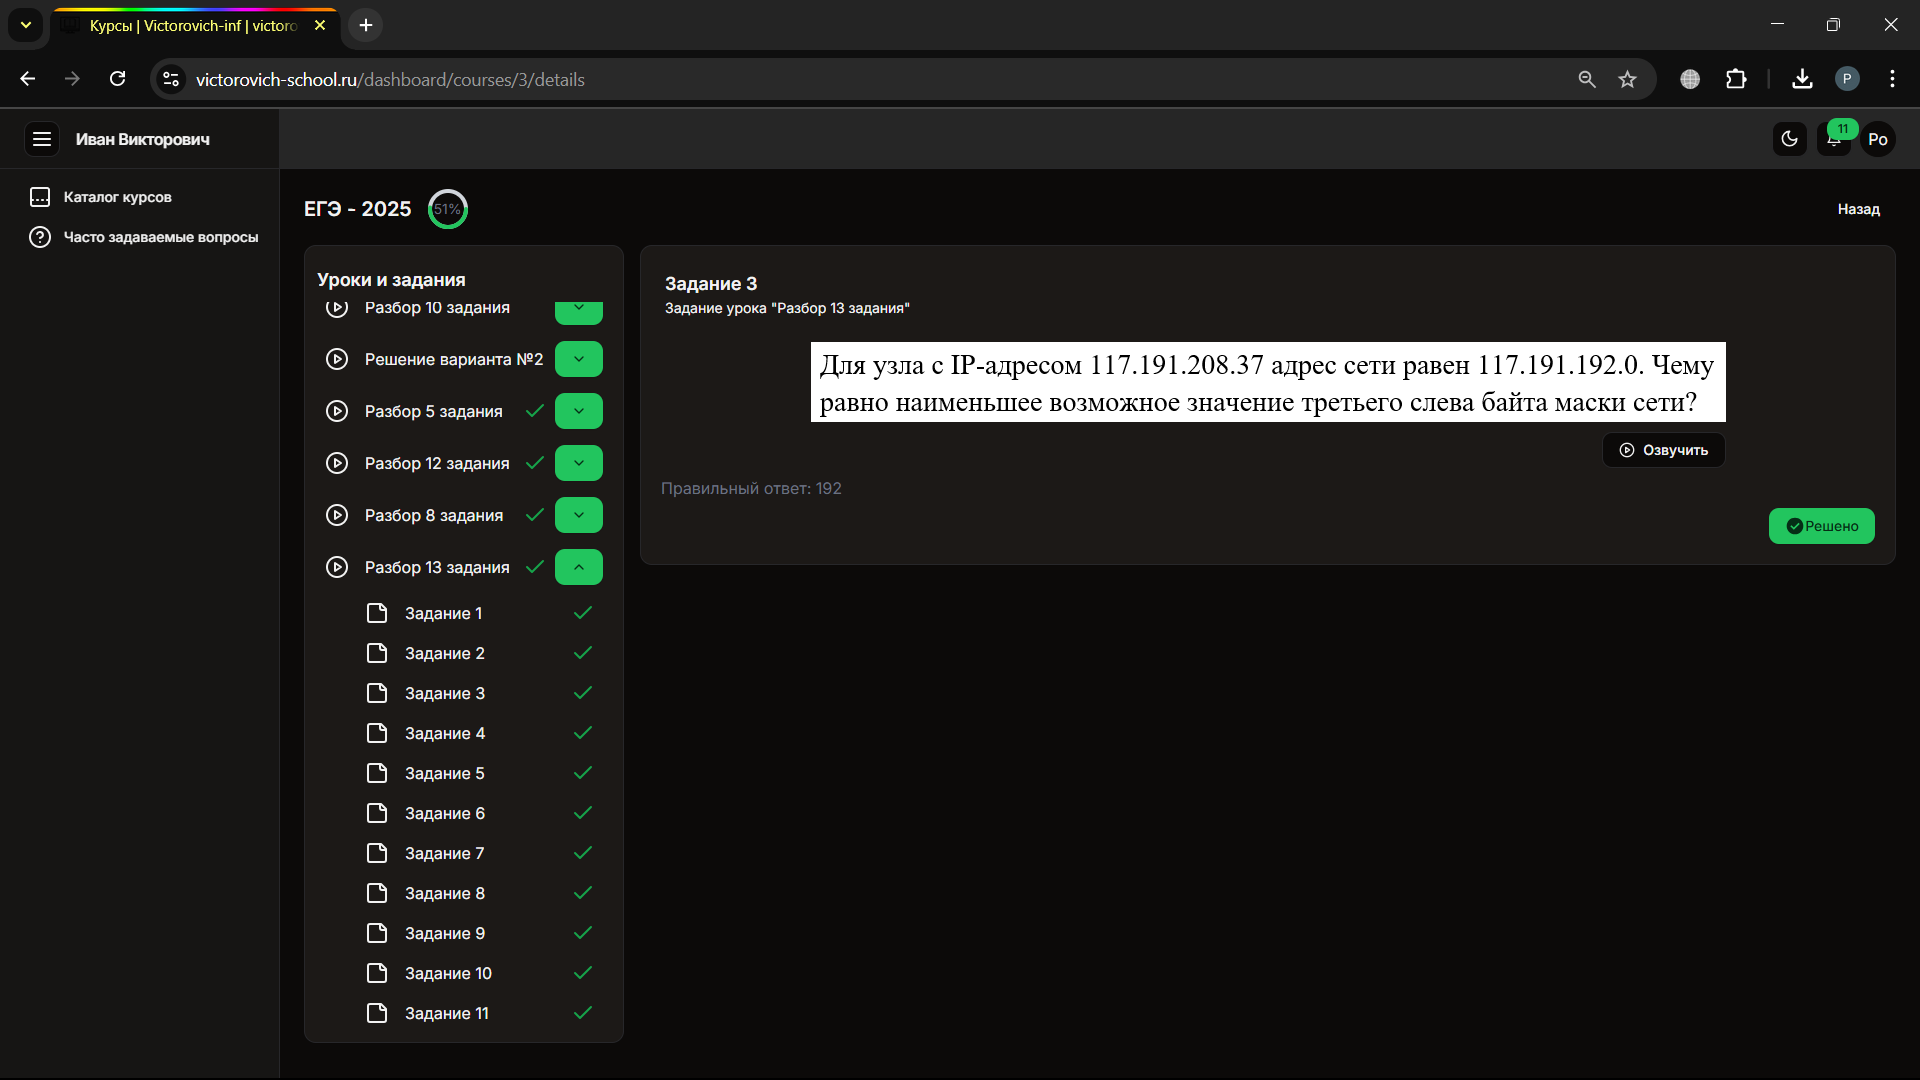 Курсы | Victorovich-inf | victoro
victorovich-school.ru/dashboard/courses/3/details
P
Иван Викторович
11
Po
Каталог курсов
Часто задаваемые вопросы
ЕГЭ - 2025
51%
Назад
Уроки и задания
Разбор 10 задания
Решение варианта №2
Разбор 5 задания
Разбор 12 задания
Разбор 8 задания
Разбор 13 задания
Задание 1
Задание 2
Задание 3
Задание 4
Задание 5
Задание 6
Задание 7
Задание 8
Задание 9
Задание 10
Задание 11
Задание 3
Задание урока "Разбор 13 задания"
Для узла с IP-адресом 117.191.208.37 адрес сети равен 117.191.192.0. Чему
равно наименьшее возможное значение третьего слева байта маски сети?
Озвучить
Правильный ответ: 192
Решено